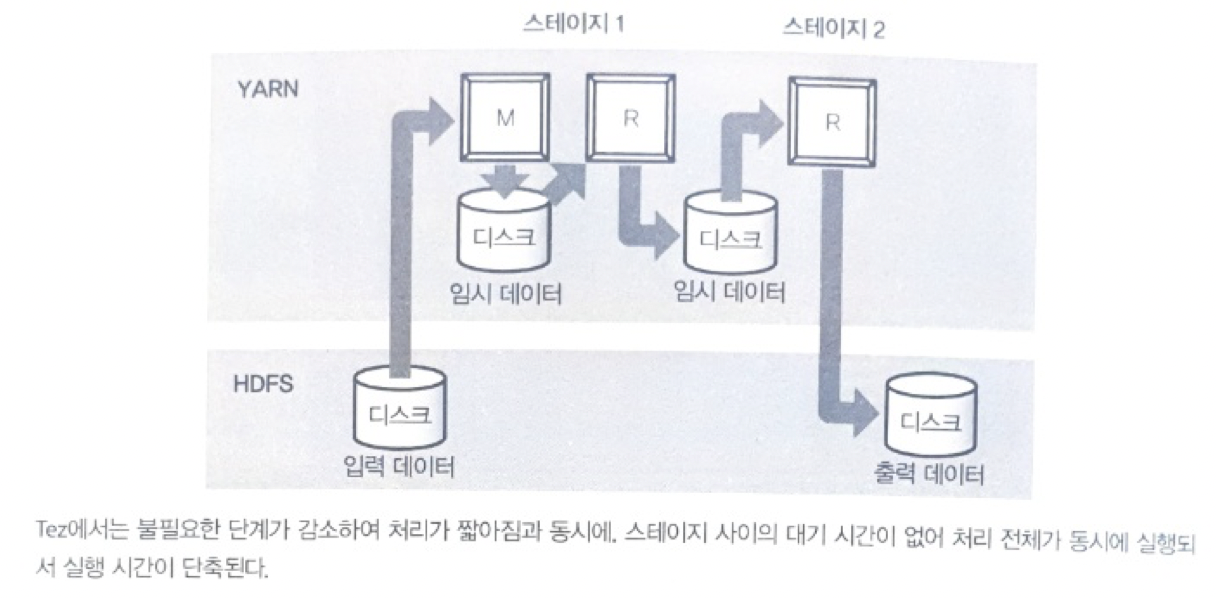 스테이지 1
스테이지 2
YARN
M
R
R
디스크
디스크
임시 데이터
임시 데이터
HDFS
디스크
디스크
입력 데이터
출력 데이터
Tez에서는 불필요한 단계가 감소하여 처리가 짧아짐과 동시에, 스테이지 사이의 대기 시간이 없어 처리 전체가 동시에 실행되
서 실행 시간이 단축된다.